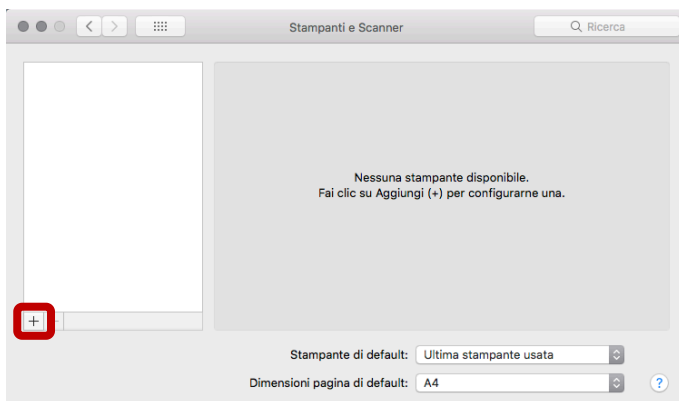 Stampanti e Scanner
Ricerca
Nessuna stampante disponibile.
Fai clic su Aggiungi (+) per configurarne una.
+ -
Stampante di default: Ultima stampante usata
Dimensioni pagina di default: A4
?